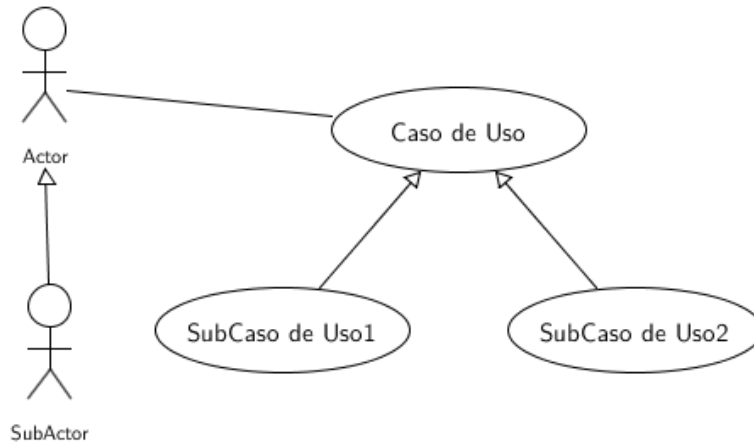 Caso de Uso
Actor
SubCaso de Uso1
SubCaso de Uso2
SubActor